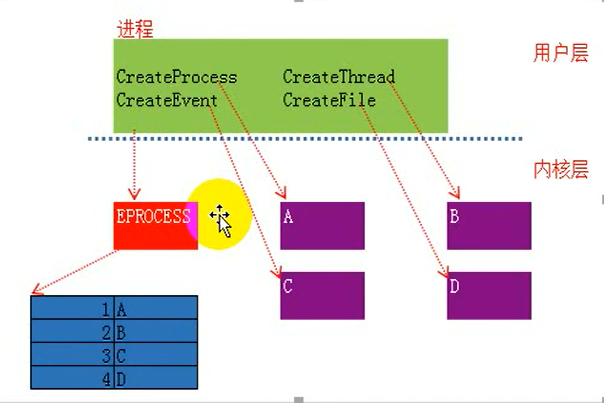 进程
用户层
CreateProcess CreateThread
CreateEvent CreateFile
内核层
EPROCESS
A
B
C
D
1 A
2 B
3 C
4 D